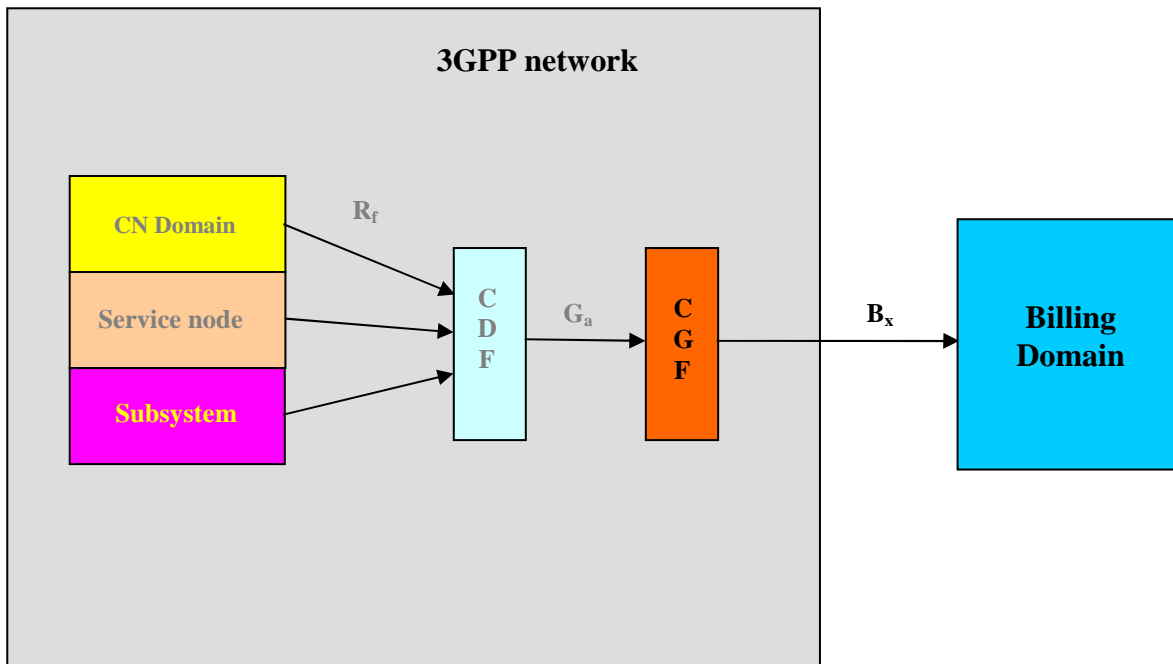 3GPP network
CN Domain
Service node
Subsystem
Rf
C
D
F
Ga
C
G
F
Bx
Billing
Domain